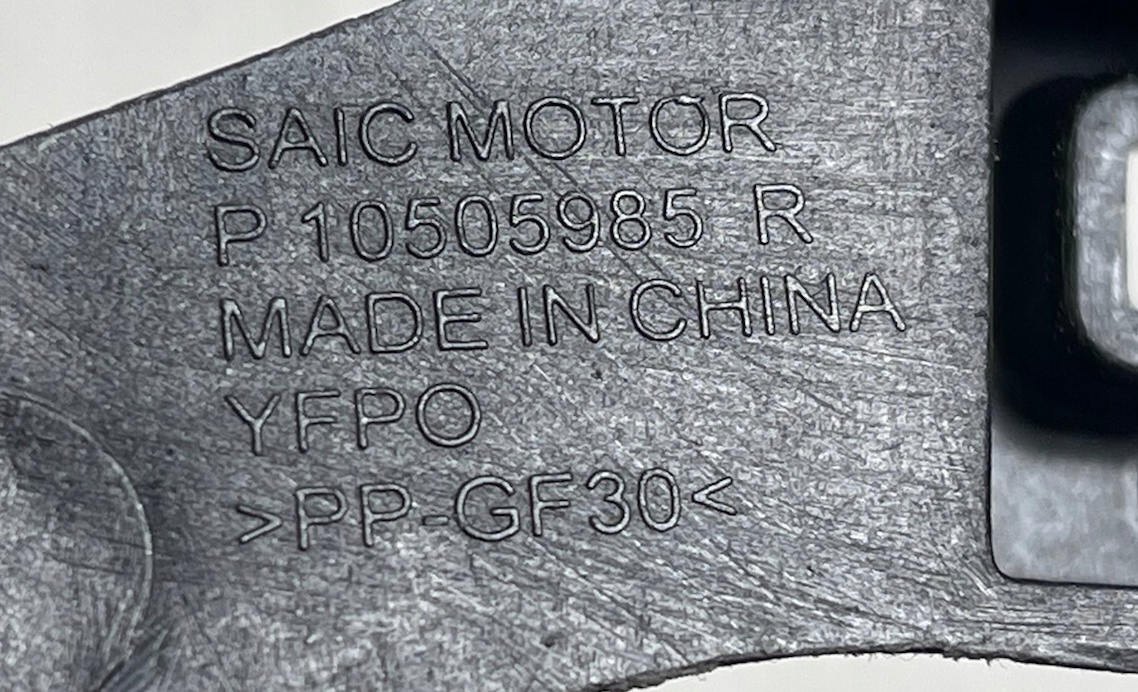 SAIC MOTOR
P 10505985 R
MADE IN CHINA
YFPO
>PP-GF30<